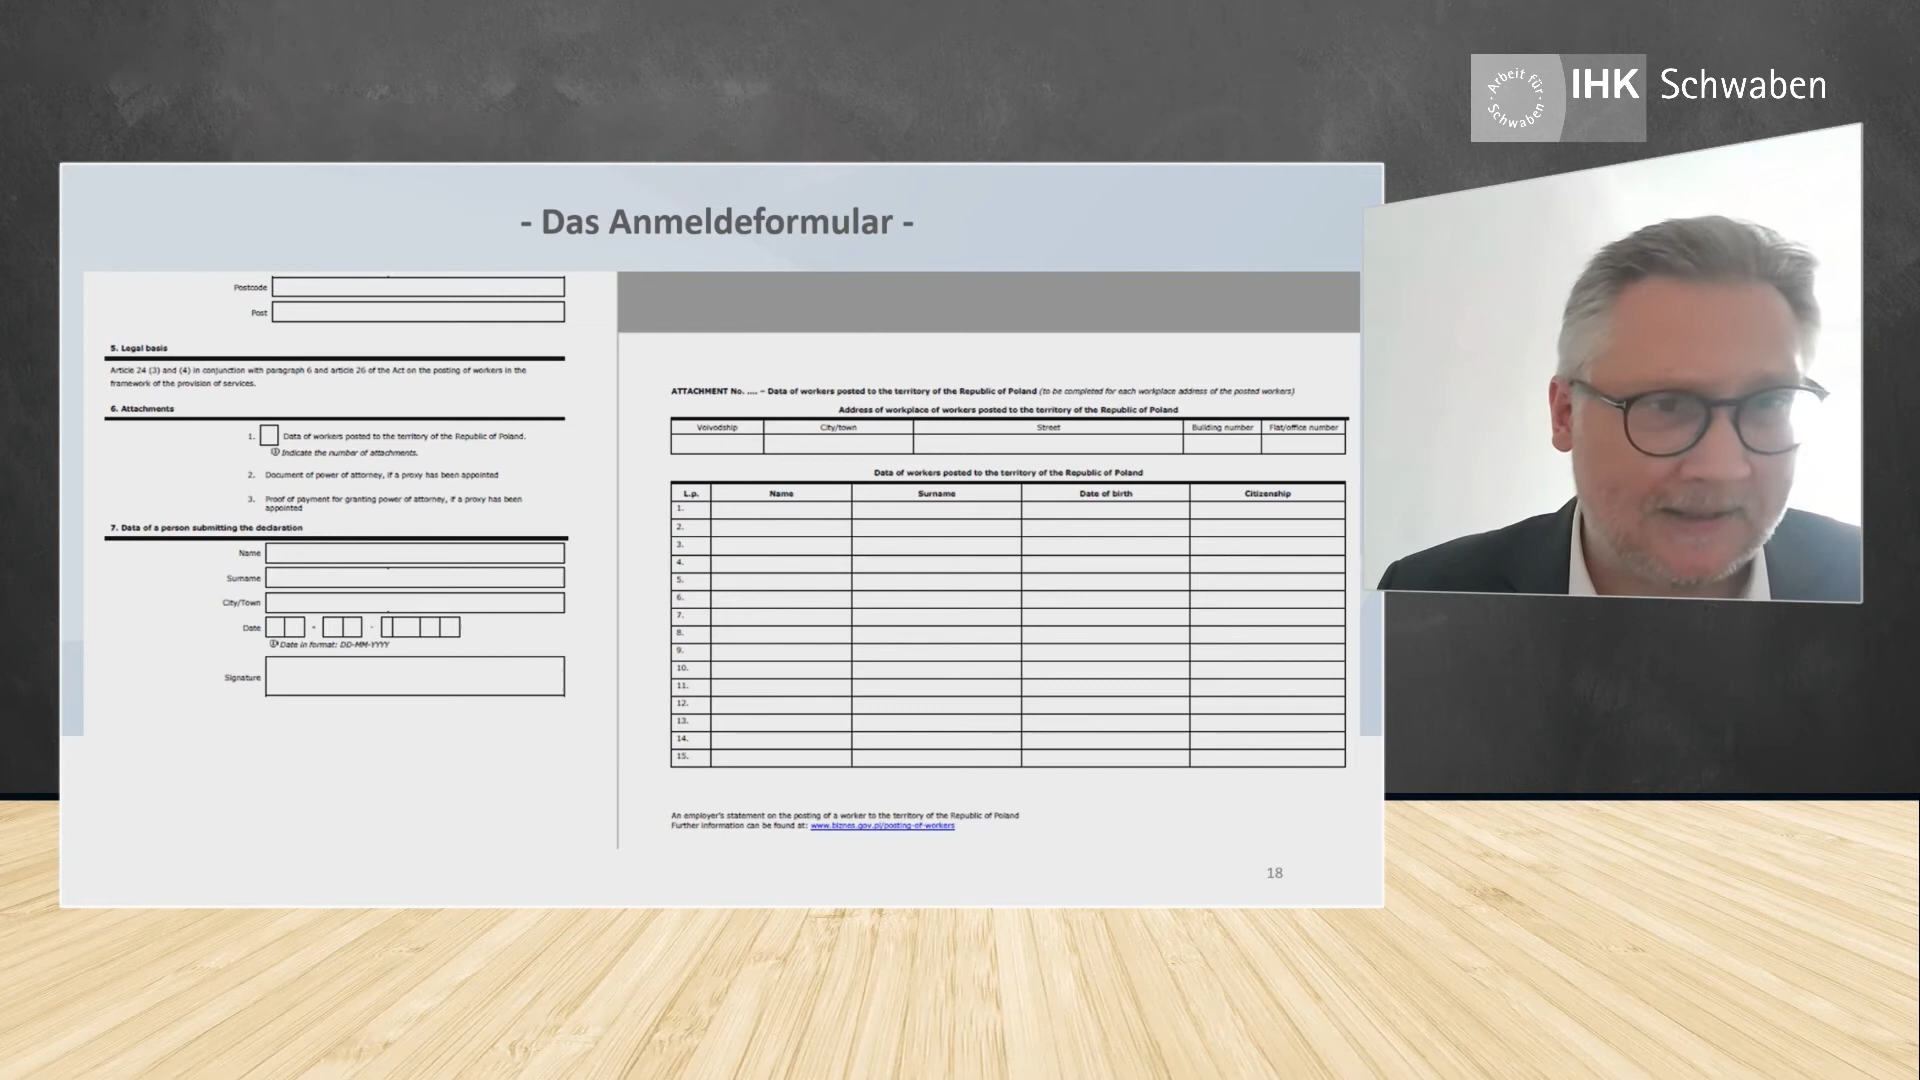 Arbeit für Schwaben
IHK Schwaben
- Das Anmeldeformular -
Postcode
Post
5. Legal basis
Article 24 (3) and (4) in conjunction with paragraph 6 and article 26 of the Act on the posting of workers in the
framework of the provision of services.
6. Attachments
1. Data of workers posted to the territory of the Republic of Poland.
Indicate the number of attachments.
2. Document of power of attorney, if a proxy has been appointed
3. Proof of payment for granting power of attorney, if a proxy has been
appointed
7. Data of a person submitting the declaration
Name
Surname
City/Town
Date - -
Date in format: DD-MM-YYYY
Signature
ATTACHMENT No. .... – Data of workers posted to the territory of the Republic of Poland (to be completed for each workplace address of the posted workers)
Address of workplace of workers posted to the territory of the Republic of Poland
Voivodship City/town Street Building number Flat/office number
Data of workers posted to the territory of the Republic of Poland
L.p. Name Surname Date of birth Citizenship
1.
2.
3.
4.
5.
6.
7.
8.
9.
10.
11.
12.
13.
14.
15.
An employer's statement on the posting of a worker to the territory of the Republic of Poland
Further information can be found at: www.biznes.gov.pl/posting-of-workers
18